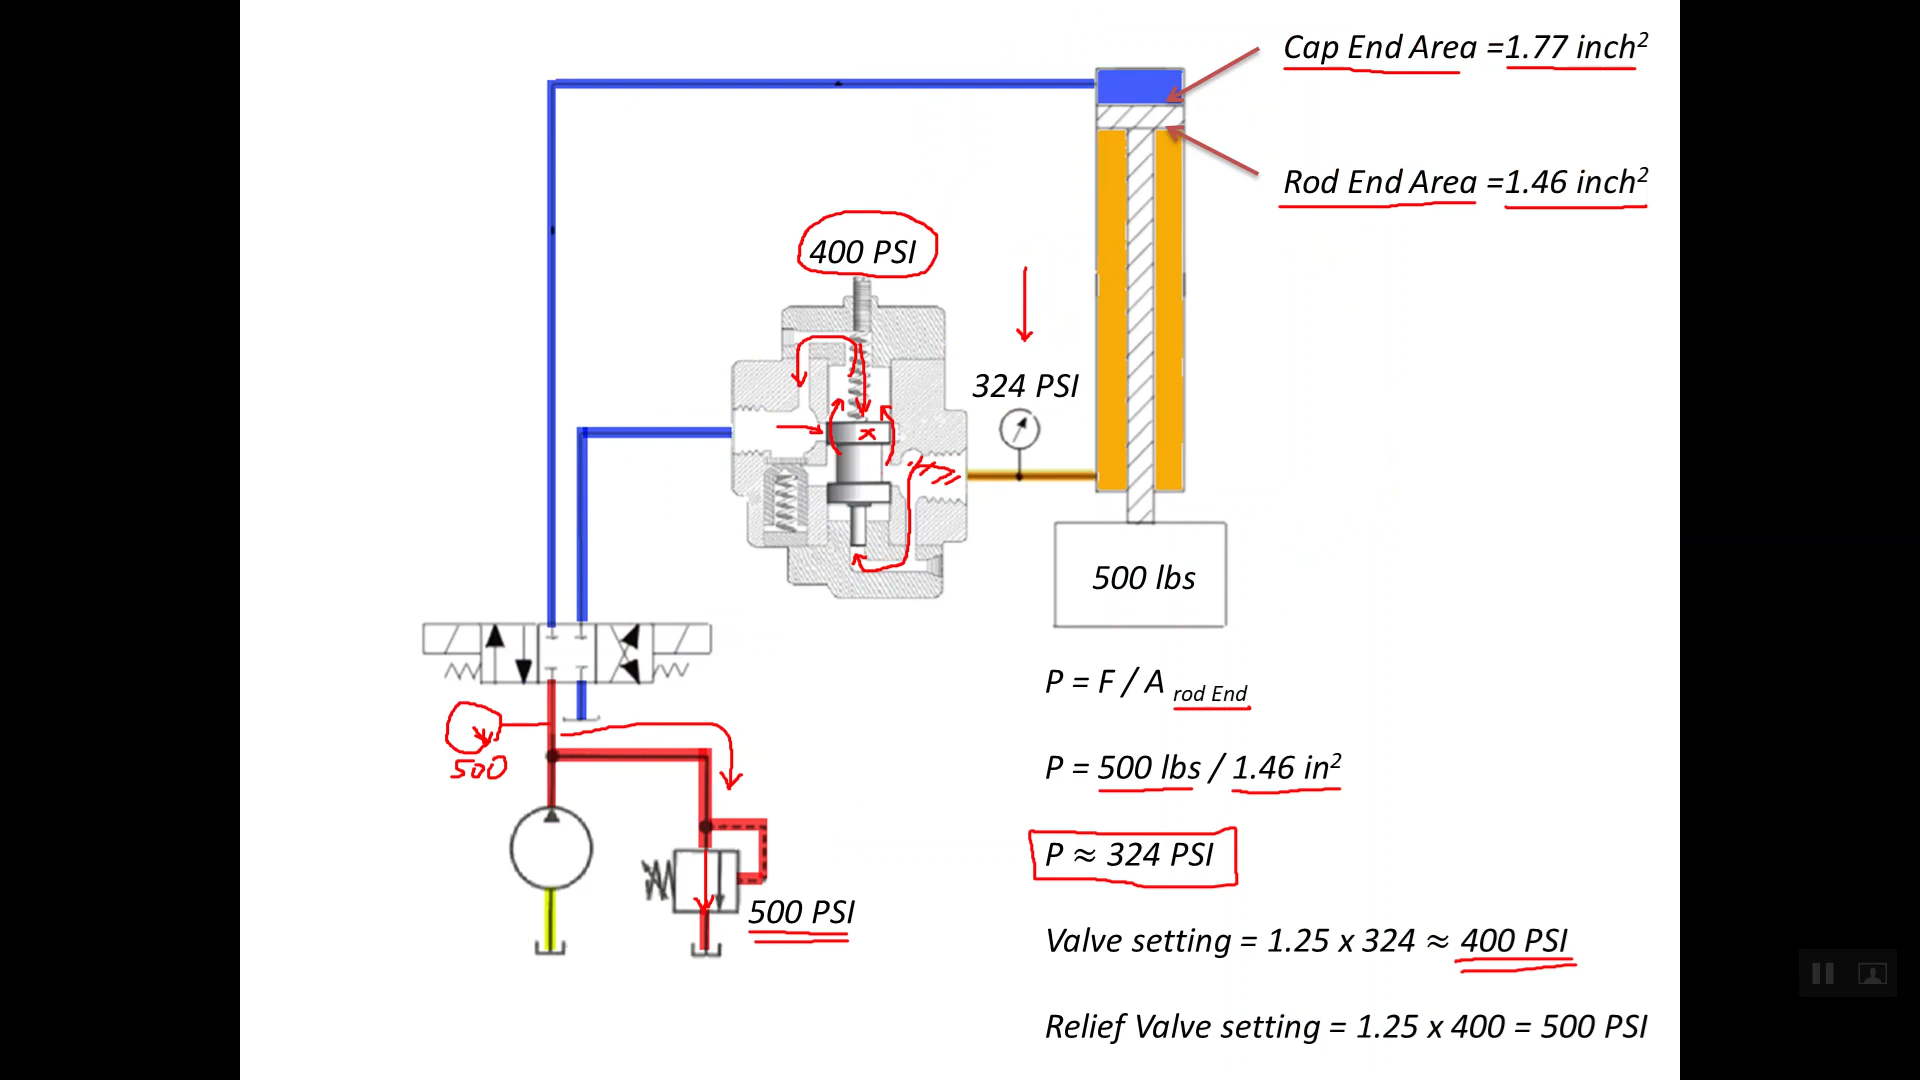 Cap End Area =1.77 inch²
Rod End Area =1.46 inch²
400 PSI
324 PSI
500 lbs
P = F / A rod End
500
P = 500 lbs / 1.46 in²
P ≈ 324 PSI
500 PSI
Valve setting = 1.25 x 324 ≈ 400 PSI
Relief Valve setting = 1.25 x 400 = 500 PSI